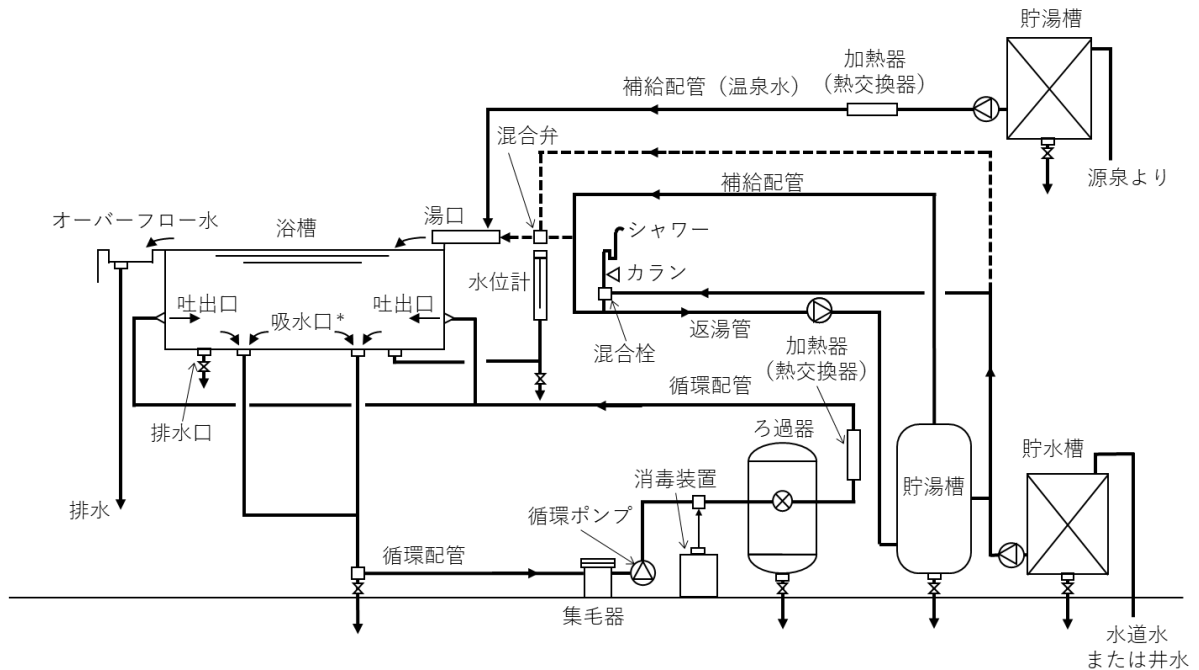 貯湯槽
加熱器
（熱交換器）
補給配管（温泉水）
混合弁
源泉より
補給配管
オーバーフロー水
浴槽
湯口
シャワー
水位計
カラン
吐出口
吐出口
吸水口*
返湯管
混合栓
加熱器
（熱交換器）
循環配管
排水口
ろ過器
貯水槽
消毒装置
貯湯槽
排水
循環ポンプ
循環配管
集毛器
水道水
または井水